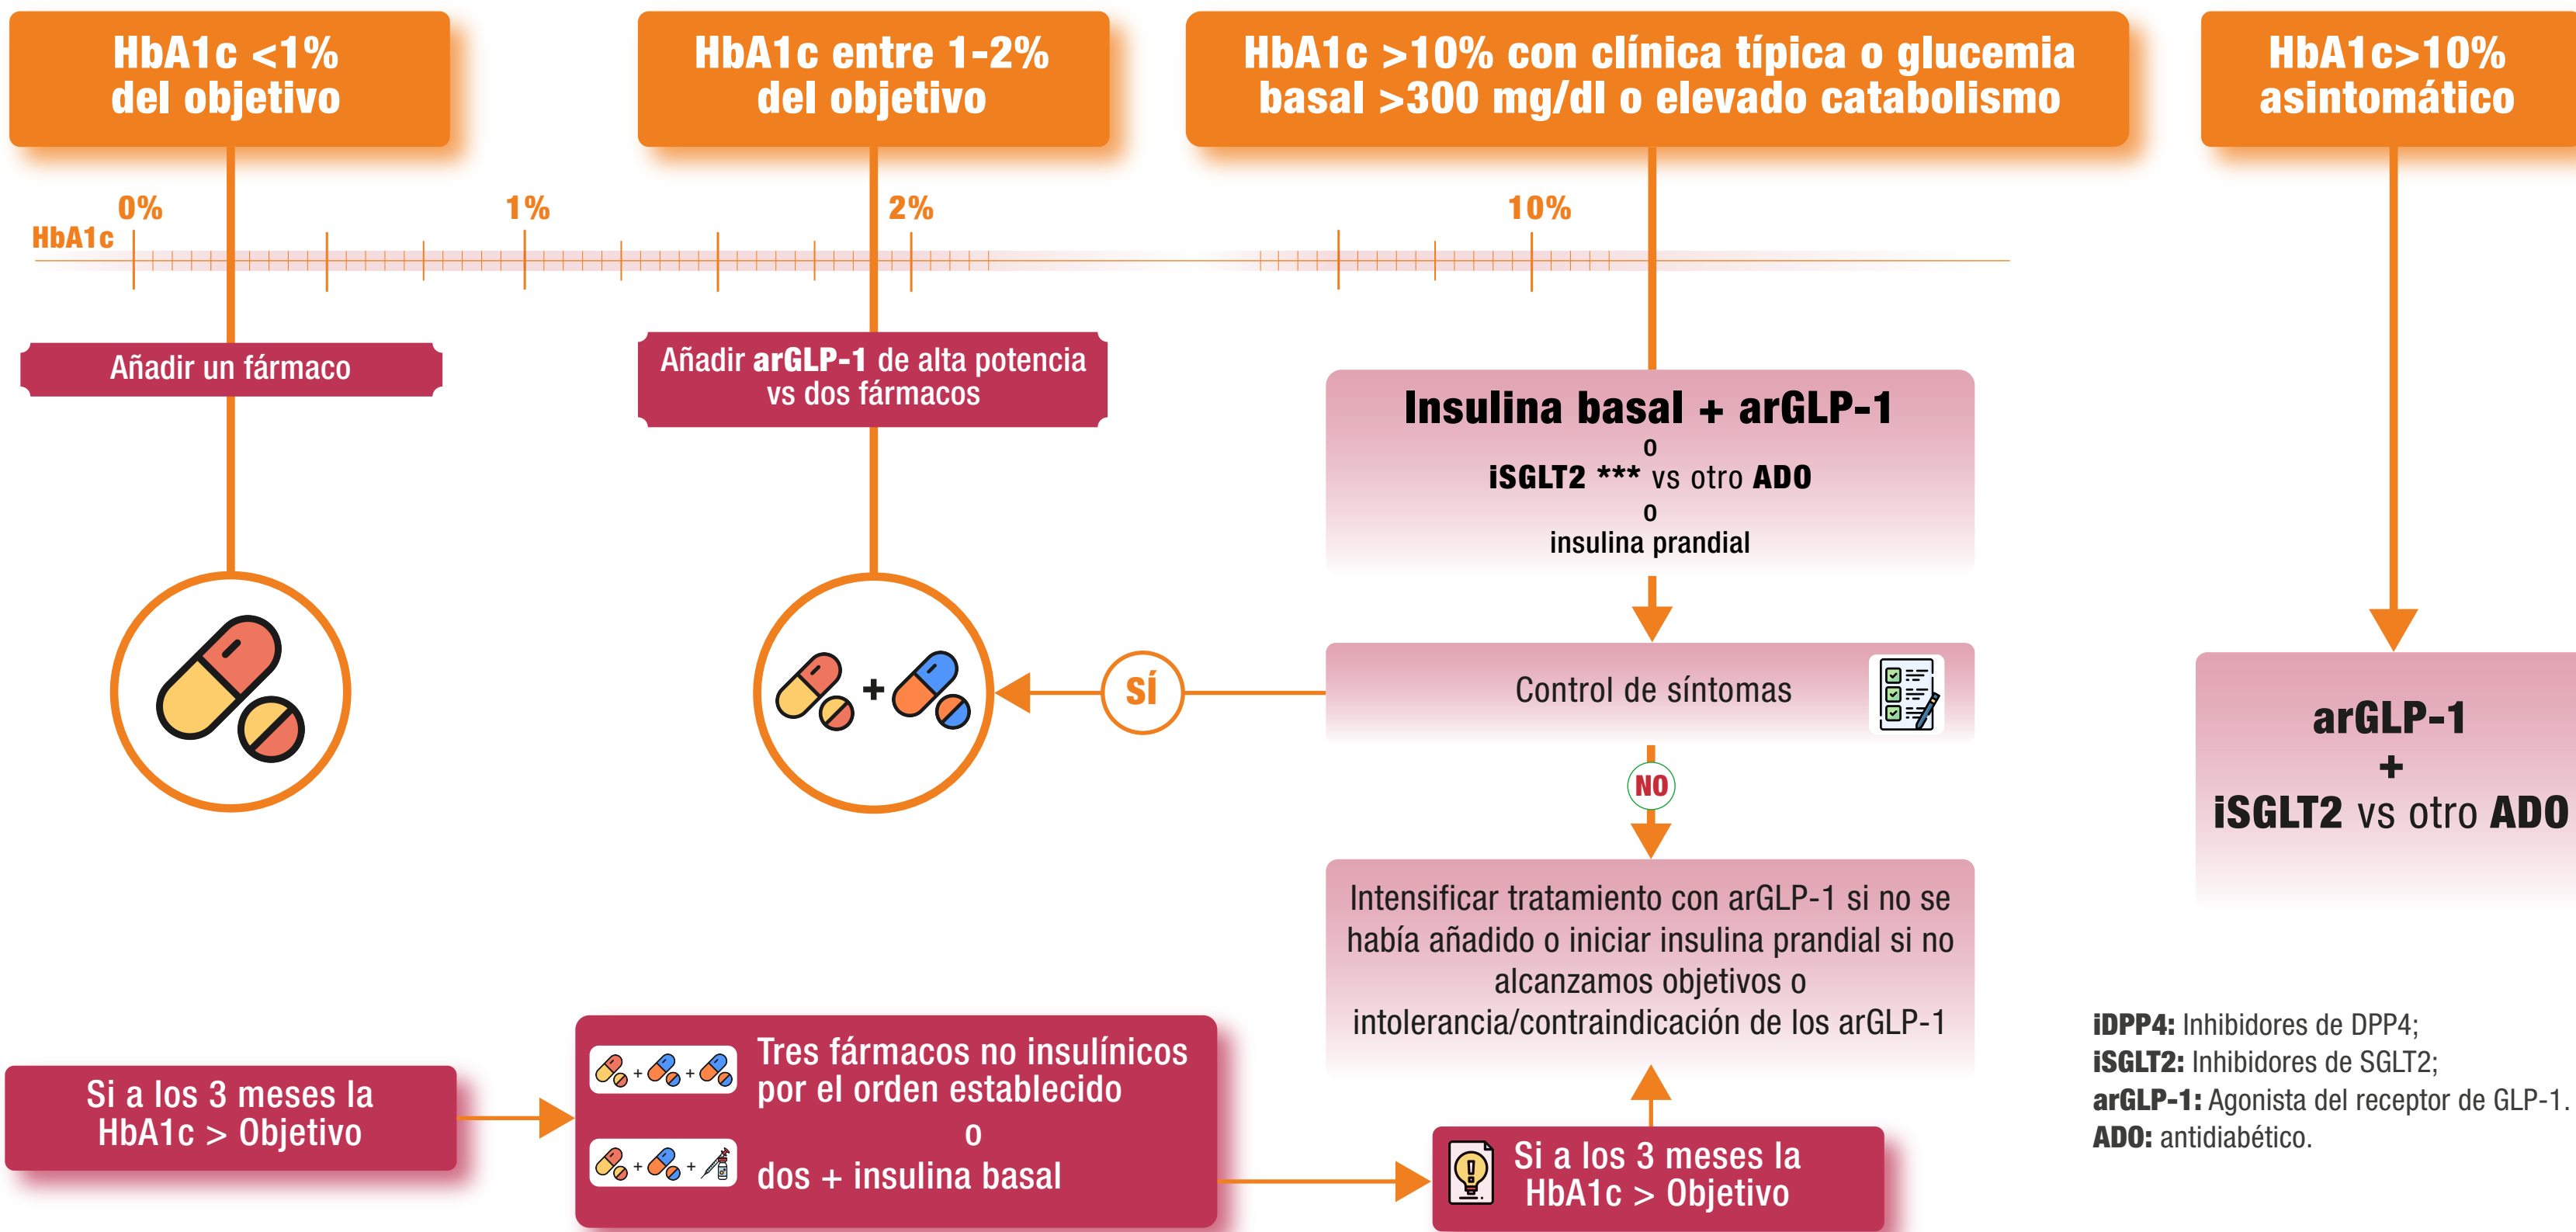 HbA1c <1%
del objetivo
HbA1c entre 1-2%
del objetivo
HbA1c >10% con clínica típica o glucemia
basal >300 mg/dl o elevado catabolismo
HbA1c>10%
asintomático
HbA1c
0%
1%
2%
10%
Añadir un fármaco
Añadir arGLP-1 de alta potencia
vs dos fármacos
Insulina basal + arGLP-1
o
iSGLT2 *** vs otro ADO
o
insulina prandial
+
SÍ
Control de síntomas
NO
arGLP-1
+
iSGLT2 vs otro ADO
Intensificar tratamiento con arGLP-1 si no se
había añadido o iniciar insulina prandial si no
alcanzamos objetivos o
intolerancia/contraindicación de los arGLP-1
Si a los 3 meses la
HbA1c > Objetivo
+ +
Tres fármacos no insulínicos
por el orden establecido
o
+ +
dos + insulina basal
Si a los 3 meses la
HbA1c > Objetivo
iDPP4: Inhibidores de DPP4;
iSGLT2: Inhibidores de SGLT2;
arGLP-1: Agonista del receptor de GLP-1.
ADO: antidiabético.